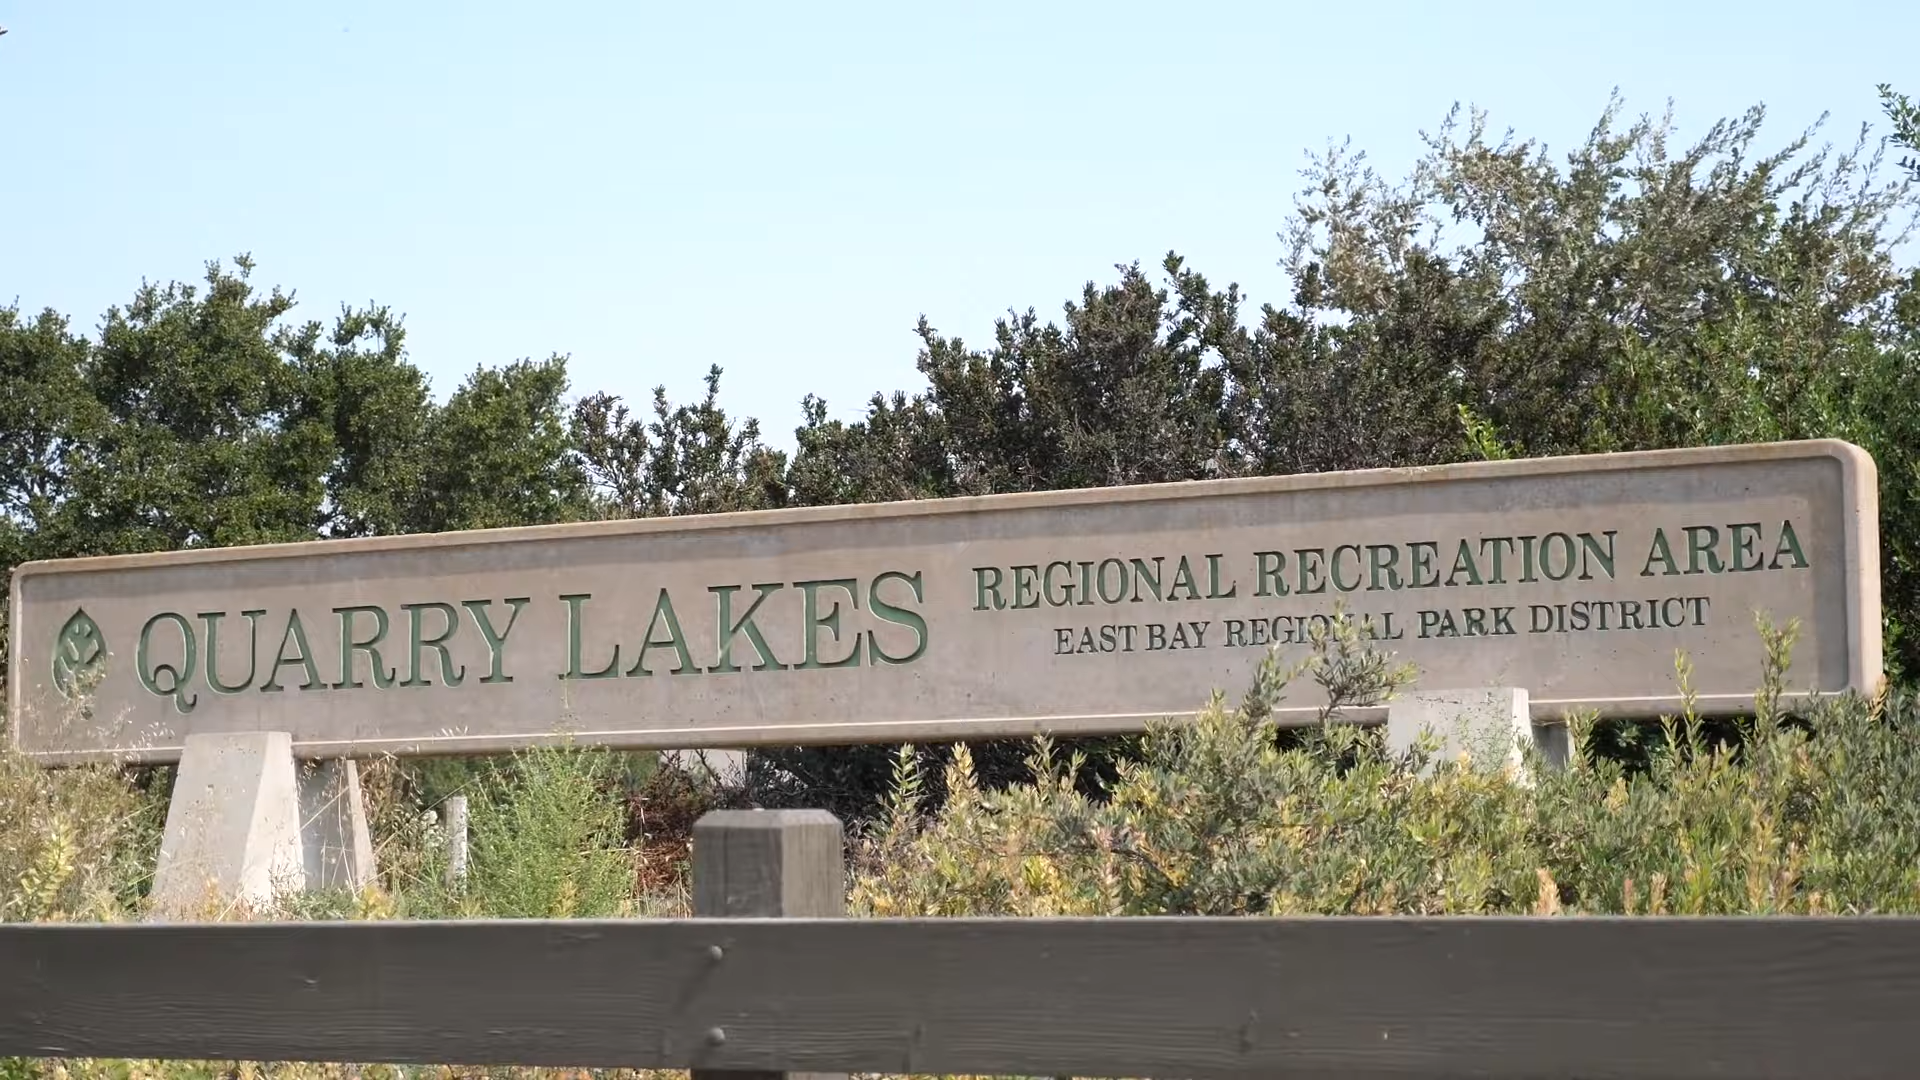 QUARRY LAKES
REGIONAL RECREATION AREA
EAST BAY REGIONAL PARK DISTRICT